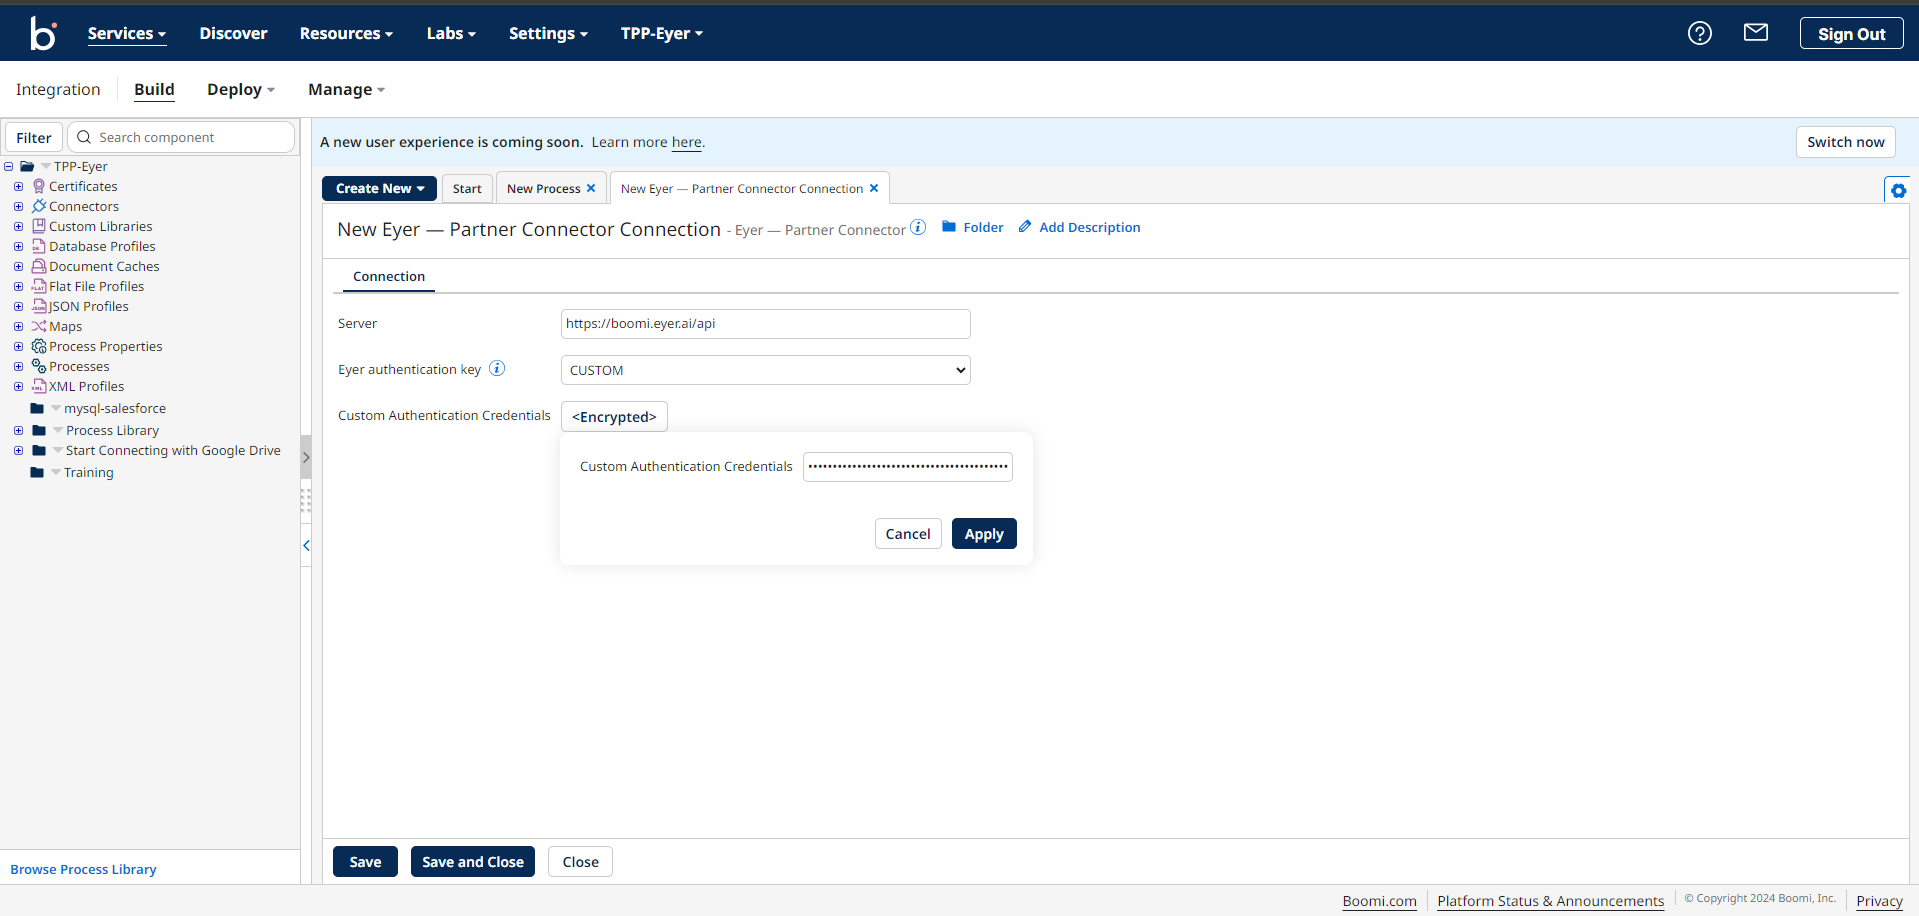 b
Services Discover Resources Labs Settings TPP-Eyer Sign Out
Integration Build Deploy Manage
Filter Search component
A new user experience is coming soon. Learn more here. Switch now
TPP-Eyer
Certificates
Connectors
Custom Libraries
Database Profiles
Document Caches
Flat File Profiles
JSON Profiles
Maps
Process Properties
Processes
XML Profiles
mysql-salesforce
Process Library
Start Connecting with Google Drive
Training
Browse Process Library
Create New Start New Process New Eyer — Partner Connector Connection
New Eyer — Partner Connector Connection - Eyer — Partner Connector Folder Add Description
Connection
Server https://boomi.eyer.ai/api
Eyer authentication key CUSTOM
Custom Authentication Credentials <Encrypted>
Custom Authentication Credentials
Cancel Apply
Save Save and Close Close
Boomi.com Platform Status & Announcements © Copyright 2024 Boomi, Inc. Privacy